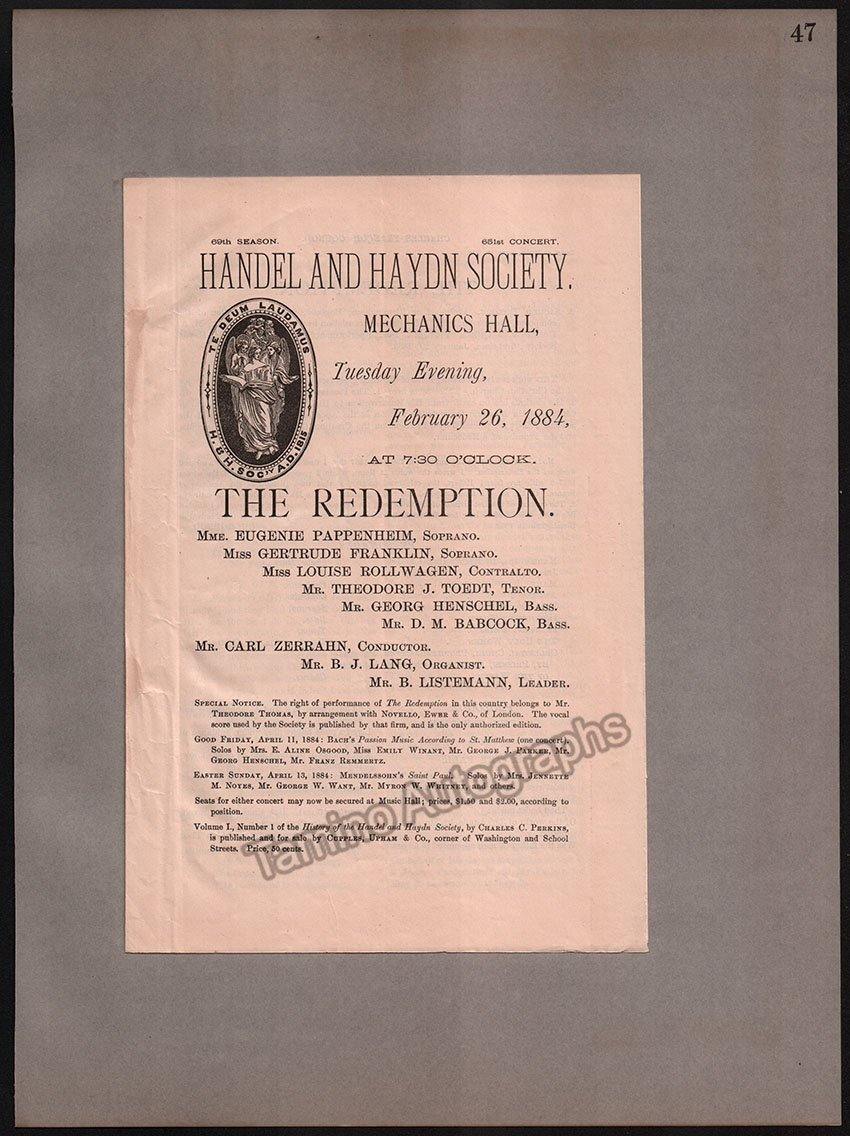 47
69th SEASON. 651st CONCERT.
HANDEL AND HAYDN SOCIETY.
TE DEUM LAUDAMUS
H. & H. SOCTY A.D. 1815
MECHANICS HALL,
Tuesday Evening,
February 26, 1884,
AT 7:30 O'CLOCK.
THE REDEMPTION.
MME. EUGENIE PAPPENHEIM, SOPRANO.
MISS GERTRUDE FRANKLIN, SOPRANO.
MISS LOUISE ROLLWAGEN, CONTRALTO.
MR. THEODORE J. TOEDT, TENOR.
MR. GEORG HENSCHEL, BASS.
MR. D. M. BABCOCK, BASS.
MR. CARL ZERRAHN, CONDUCTOR.
MR. B. J. LANG, ORGANIST.
MR. B. LISTEMANN, LEADER.
SPECIAL NOTICE. The right of performance of The Redemption in this country belongs to MR.
THEODORE THOMAS, by arrangement with NOVELLO, EWER & CO., of London. The vocal
score used by the Society is published by that firm, and is the only authorized edition.
GOOD FRIDAY, APRIL 11, 1884: BACH'S Passion Music According to St. Matthew (one concert).
Solos by MRS. E. ALINE OSGOOD, MISS EMILY WINANT, MR. GEORGE J. PARKER, MR.
GEORG HENSCHEL, MR. FRANZ REMMERTZ.
EASTER SUNDAY, APRIL 13, 1884: MENDELSSOHN'S Saint Paul. Solos by MRS. JENNETTE
M. NOYES, MR. GEORGE W. WANT, MR. MYRON W. WHITNEY, and others.
Seats for either concert may now be secured at Music Hall; prices, $1.50 and $2.00, according to
position.
Volume I., Number 1 of the History of the Handel and Haydn Society, by CHARLES C. PERKINS,
is published and for sale by CUPPLES, UPHAM & CO., corner of Washington and School
Streets. Price, 50 cents.
Tamino Autographs